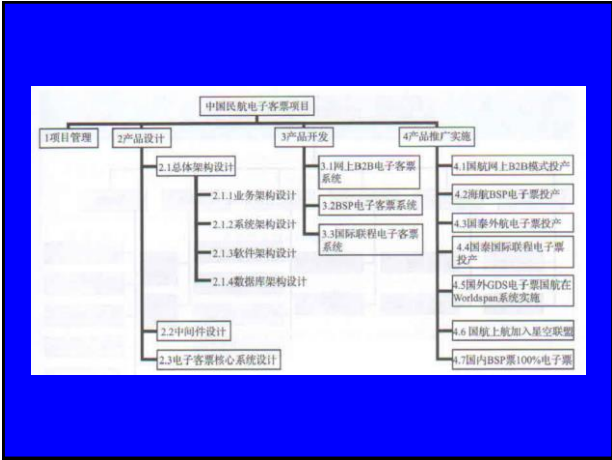 中国民航电子客票项目
1项目管理
2产品设计
3产品开发
4产品推广实施
2.1总体架构设计
2.1.1业务架构设计
2.1.2系统架构设计
2.1.3软件架构设计
2.1.4数据库架构设计
2.2中间件设计
2.3电子客票核心系统设计
3.1网上B2B电子客票
系统
3.2BSP电子客票系统
3.3国际联程电子客票
系统
4.1国航网上B2B模式投产
4.2海航BSP电子票投产
4.3国泰外航电子票投产
4.4国泰国际联程电子票
投产
4.5国外GDS电子票国航在
Worldspan系统实施
4.6 国航上航加入星空联盟
4.7国内BSP票100%电子票